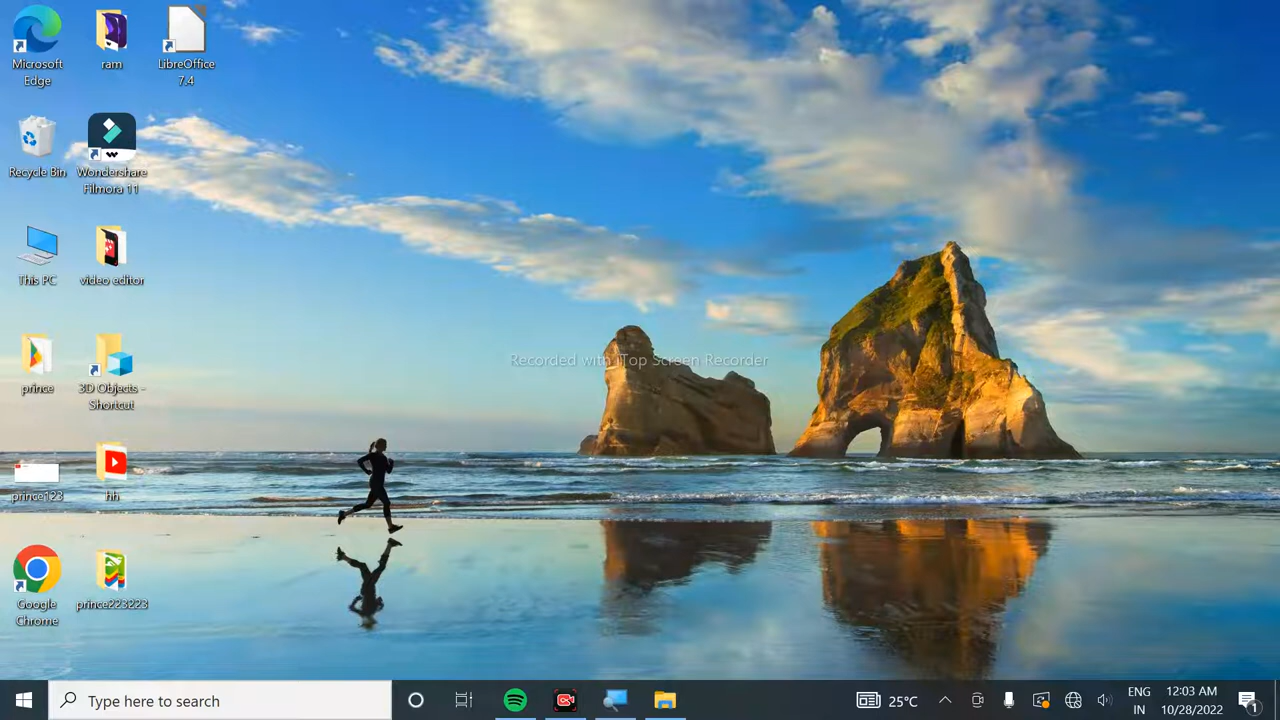 Microsoft
Edge
ram
LibreOffice
7.4
Recycle Bin
Wondershare
Filmora 11
This PC
video editor
prince
3D Objects -
Shortcut
Recorded with iTop Screen Recorder
prince123
hh
Google
Chrome
prince223223
Type here to search
25°C
ENG
IN
12:03 AM
10/28/2022
1